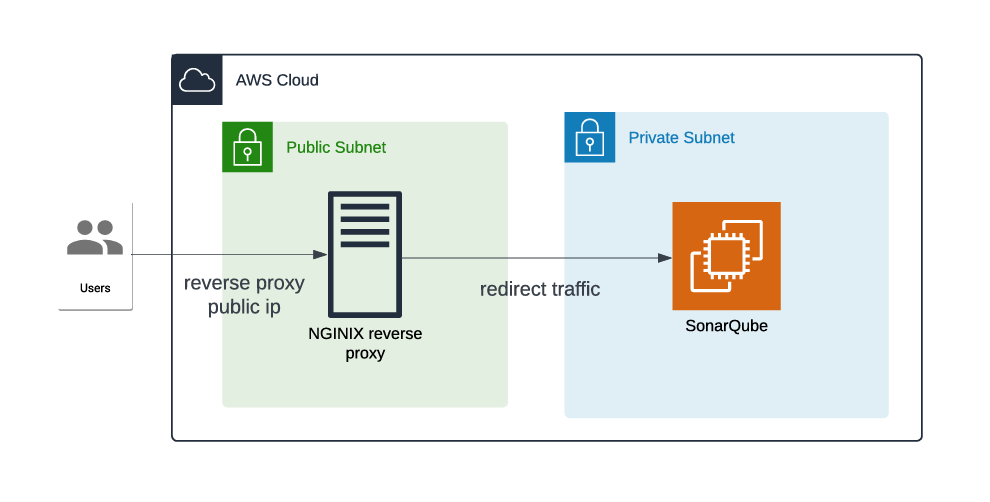 AWS Cloud
Public Subnet
Private Subnet
Users
reverse proxy
public ip
redirect traffic
NGINIX reverse
proxy
SonarQube